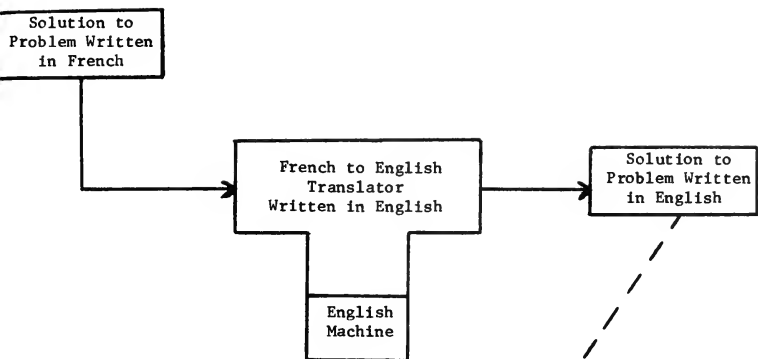 Solution to
Problem Written
in French
French to English
Translator
Written in English
Solution to
Problem Written
in English
English
Machine